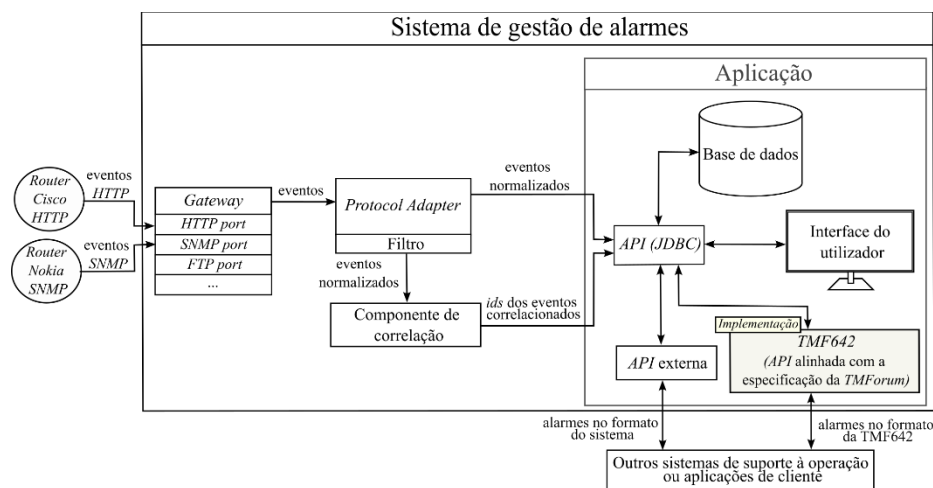 Sistema de gestão de alarmes
Aplicação
Base de dados
Router
Cisco
HTTP
eventos
HTTP
Router
Nokia
SNMP
eventos
SNMP
Gateway
HTTP port
SNMP port
FTP port
...
eventos
Protocol Adapter
Filtro
eventos
normalizados
eventos
normalizados
Componente de
correlação
ids dos eventos
correlacionados
API (JDBC)
Interface do
utilizador
API externa
Implementação
TMF642
(API alinhada com a
especificação da TMForum)
alarmes no formato
do sistema
alarmes no formato
da TMF642
Outros sistemas de suporte à operação
ou aplicações de cliente